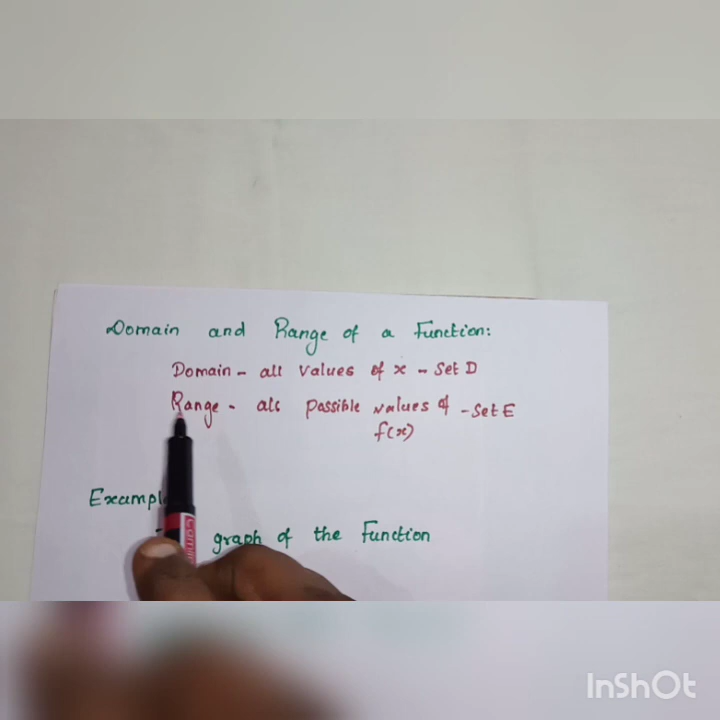 Domain and Range of a Function:
Domain - all values of x - Set D
Range - all possible values of - Set E
f(x)
Exampl
graph of the Function
InShOt